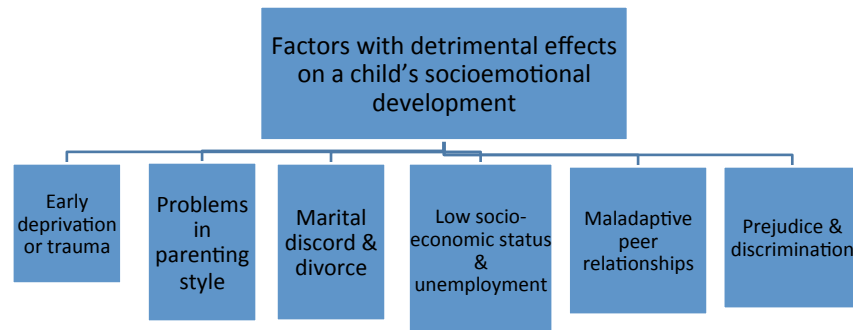 Factors with detrimental effects
on a child's socioemotional
development
Early
deprivation
or trauma
Problems
in
parenting
style
Marital
discord &
divorce
Low socio-
economic status
&
unemployment
Maladaptive
peer
relationships
Prejudice &
discrimination